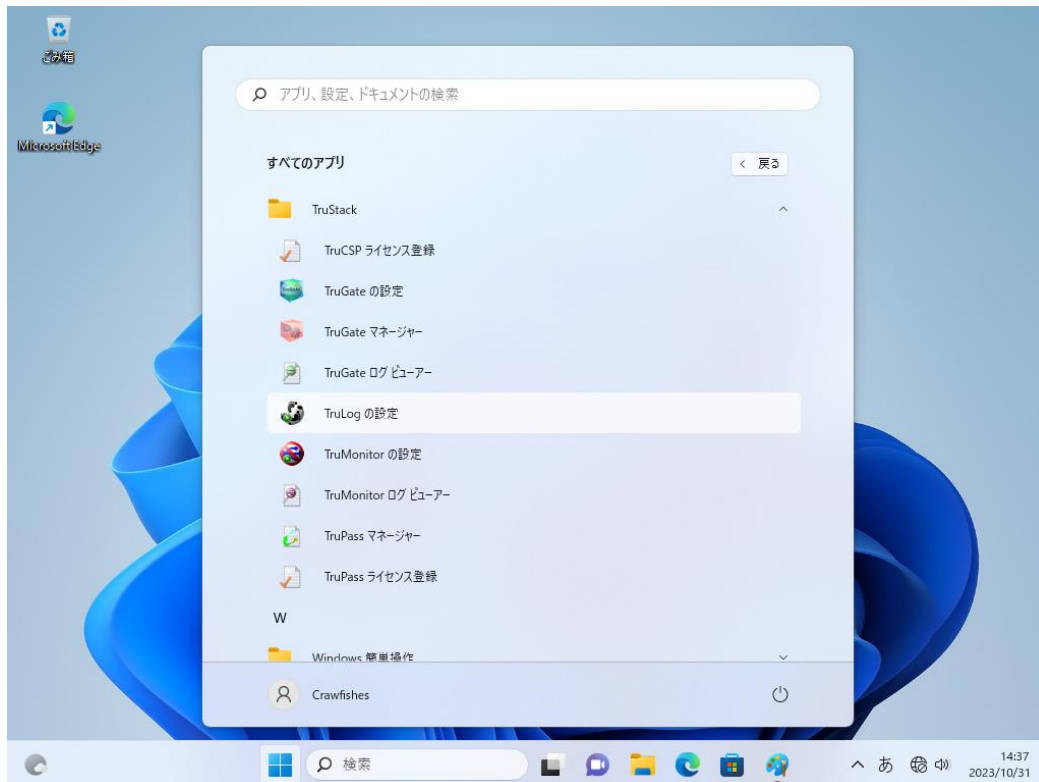 ごみ箱
Microsoft Edge
アプリ、設定、ドキュメントの検索
すべてのアプリ
戻る
TruStack
TruCSP ライセンス登録
TruGate の設定
TruGate マネージャー
TruGate ログ ビューアー
TruLog の設定
TruMonitor の設定
TruMonitor ログ ビューアー
TruPass マネージャー
TruPass ライセンス登録
W
Windows 簡単操作
Crawfishes
検索
あ
14:37
2023/10/31